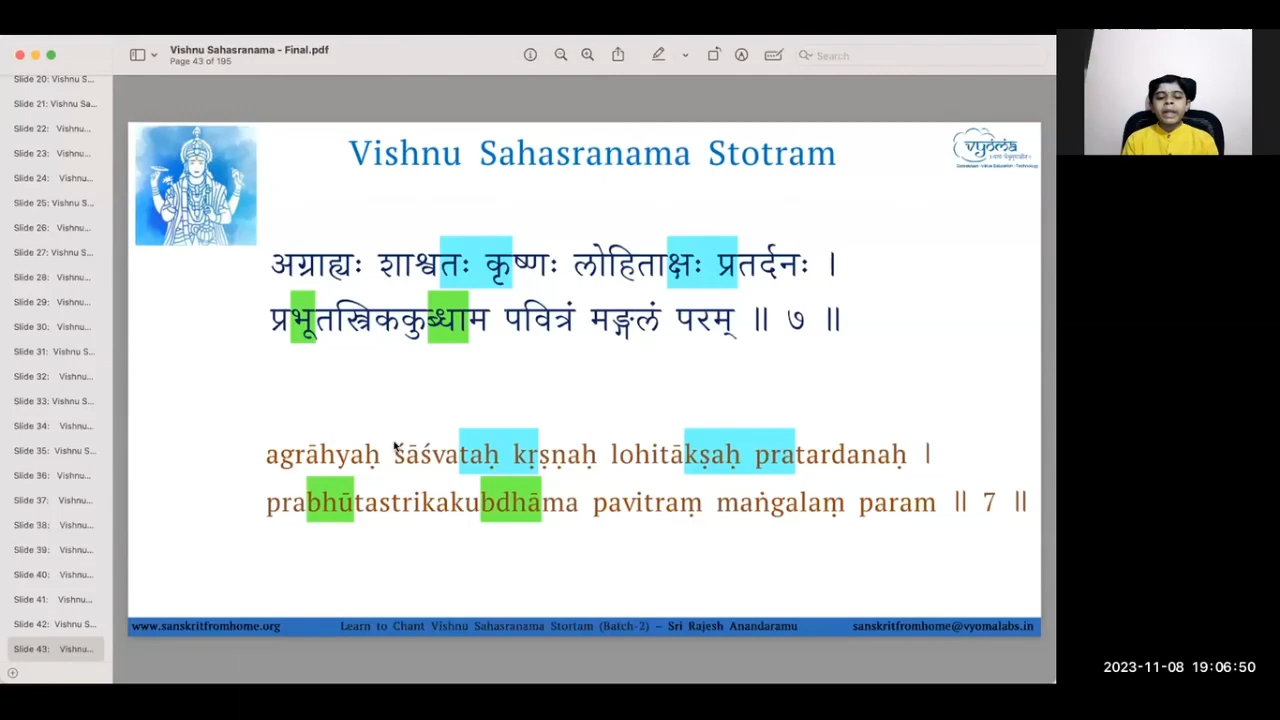 Vishnu Sahasranama - Final.pdf
Page 43 of 195
Search
Slide 20: Vishnu S...
Slide 21: Vishnu Sa...
Slide 22: Vishnu...
Slide 23: Vishnu...
Slide 24: Vishnu...
Slide 25: Vishnu S...
Slide 26: Vishnu...
Slide 27: Vishnu S...
Slide 28: Vishnu...
Slide 29: Vishnu...
Slide 30: Vishnu...
Slide 31: Vishnu S...
Slide 32: Vishnu...
Slide 33: Vishnu S...
Slide 34: Vishnu...
Slide 35: Vishnu...
Slide 36: Vishnu...
Slide 37: Vishnu...
Slide 38: Vishnu...
Slide 39: Vishnu...
Slide 40: Vishnu...
Slide 41: Vishnu...
Slide 42: Vishnu S...
Slide 43: Vishnu...
Vishnu Sahasranama Stotram
vyoma
अग्राह्यः शाश्वतः कृष्णः लोहिताक्षः प्रतर्दनः ।
प्रभूतस्त्रिककुब्धाम पवित्रं मङ्गलं परम् ॥ ७ ॥
agrāhyaḥ śāśvataḥ kṛṣṇaḥ lohitākṣaḥ pratardanaḥ ।
prabhūtastrikakubdhāma pavitraṃ maṅgalaṃ param ॥ 7 ॥
www.sanskritfromhome.org
Learn to Chant Vishnu Sahasranama Stortam (Batch-2) – Sri Rajesh Anandaramu
sanskritfromhome@vyomalabs.in
2023-11-08 19:06:50